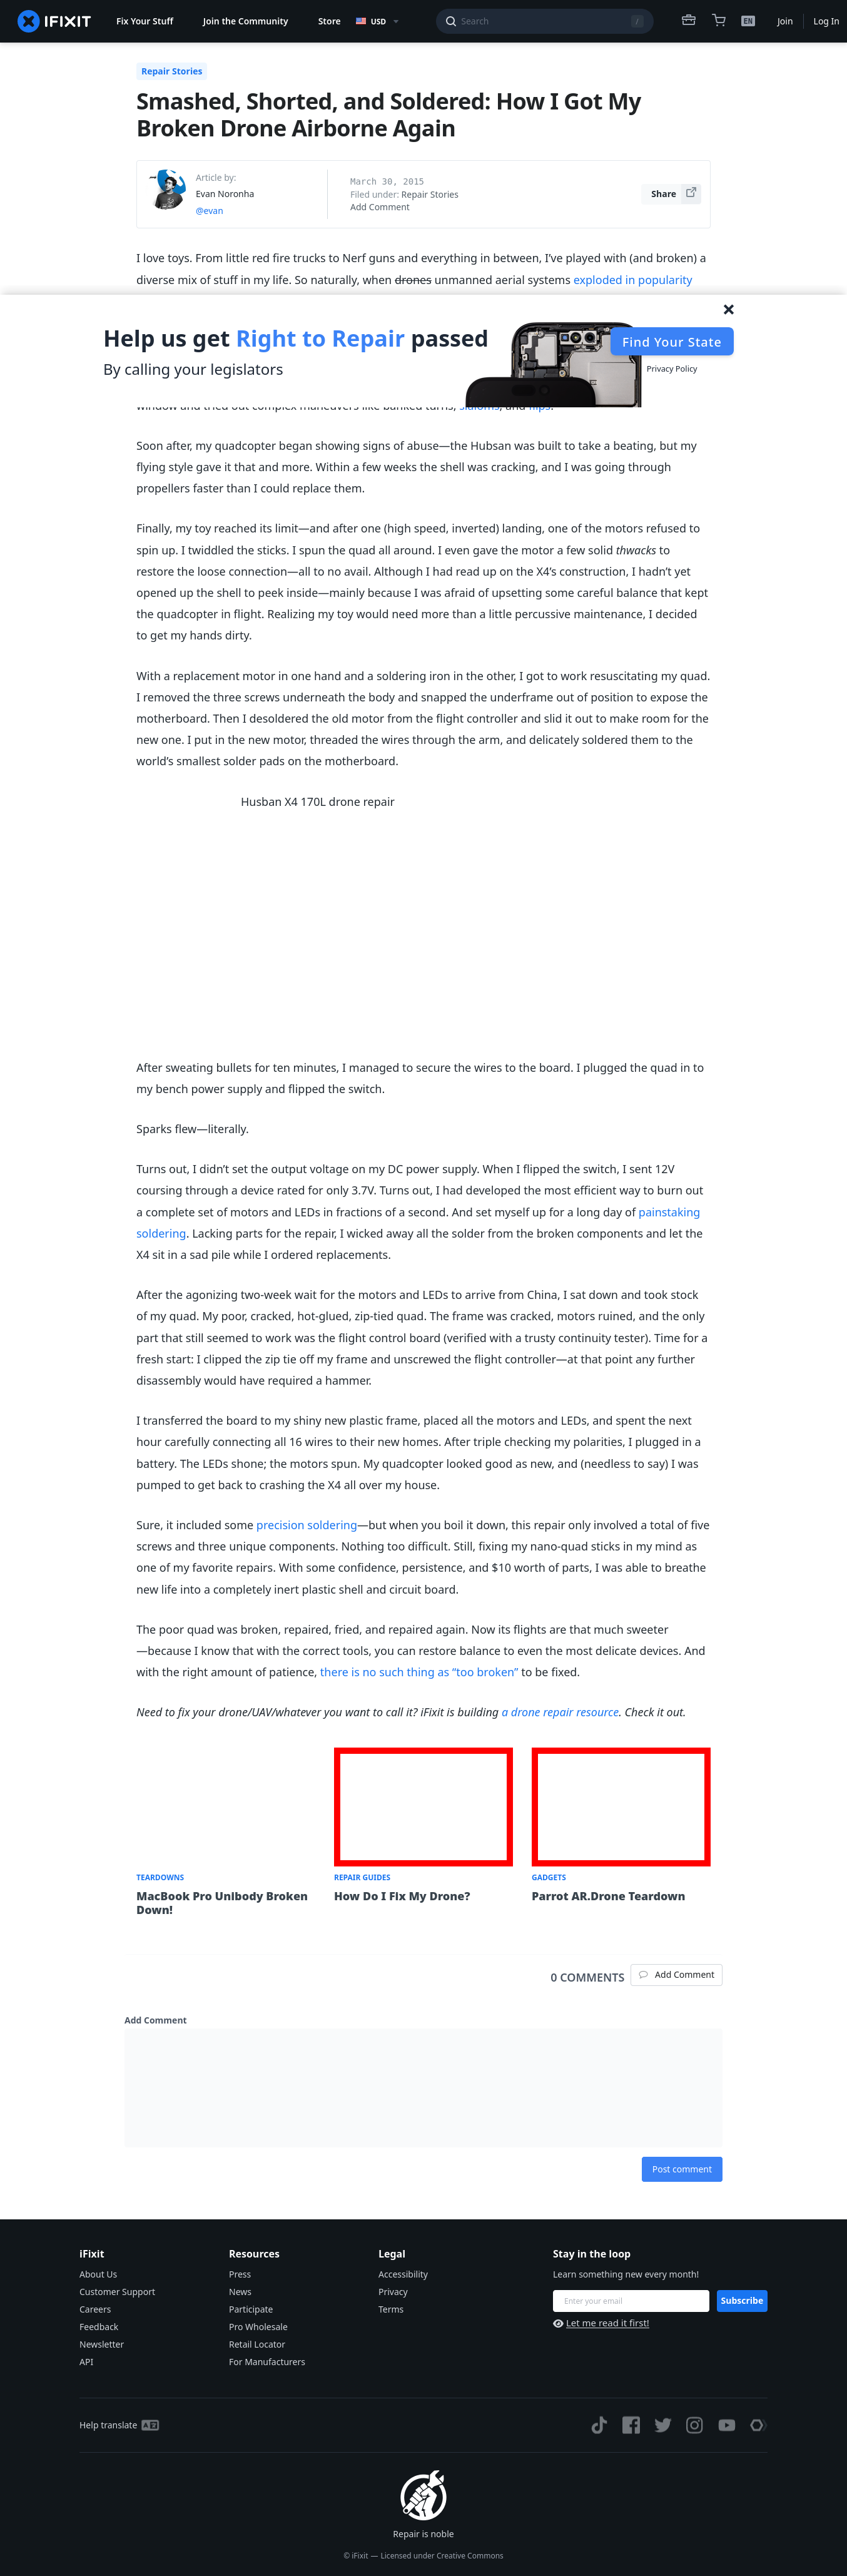 IFIXIT
Fix Your Stuff
Join the Community
Store
USD
Search
/
EN
Join
Log In
Repair Stories
Smashed, Shorted, and Soldered: How I Got My
Broken Drone Airborne Again
Article by:
Evan Noronha
@evan
March 30, 2015
Filed under: Repair Stories
Add Comment
Share
I love toys. From little red fire trucks to Nerf guns and everything in between, I’ve played with (and broken) a
diverse mix of stuff in my life. So naturally, when drones unmanned aerial systems exploded in popularity
Help us get Right to Repair passed
By calling your legislators
Find Your State
Privacy Policy
window and tried out complex maneuvers like banked turns, slaloms, and flips.
Soon after, my quadcopter began showing signs of abuse—the Hubsan was built to take a beating, but my
flying style gave it that and more. Within a few weeks the shell was cracking, and I was going through
propellers faster than I could replace them.
Finally, my toy reached its limit—and after one (high speed, inverted) landing, one of the motors refused to
spin up. I twiddled the sticks. I spun the quad all around. I even gave the motor a few solid thwacks to
restore the loose connection—all to no avail. Although I had read up on the X4’s construction, I hadn’t yet
opened up the shell to peek inside—mainly because I was afraid of upsetting some careful balance that kept
the quadcopter in flight. Realizing my toy would need more than a little percussive maintenance, I decided
to get my hands dirty.
With a replacement motor in one hand and a soldering iron in the other, I got to work resuscitating my quad.
I removed the three screws underneath the body and snapped the underframe out of position to expose the
motherboard. Then I desoldered the old motor from the flight controller and slid it out to make room for the
new one. I put in the new motor, threaded the wires through the arm, and delicately soldered them to the
world’s smallest solder pads on the motherboard.
Husban X4 170L drone repair
After sweating bullets for ten minutes, I managed to secure the wires to the board. I plugged the quad in to
my bench power supply and flipped the switch.
Sparks flew—literally.
Turns out, I didn’t set the output voltage on my DC power supply. When I flipped the switch, I sent 12V
coursing through a device rated for only 3.7V. Turns out, I had developed the most efficient way to burn out
a complete set of motors and LEDs in fractions of a second. And set myself up for a long day of painstaking
soldering. Lacking parts for the repair, I wicked away all the solder from the broken components and let the
X4 sit in a sad pile while I ordered replacements.
After the agonizing two-week wait for the motors and LEDs to arrive from China, I sat down and took stock
of my quad. My poor, cracked, hot-glued, zip-tied quad. The frame was cracked, motors ruined, and the only
part that still seemed to work was the flight control board (verified with a trusty continuity tester). Time for a
fresh start: I clipped the zip tie off my frame and unscrewed the flight controller—at that point any further
disassembly would have required a hammer.
I transferred the board to my shiny new plastic frame, placed all the motors and LEDs, and spent the next
hour carefully connecting all 16 wires to their new homes. After triple checking my polarities, I plugged in a
battery. The LEDs shone; the motors spun. My quadcopter looked good as new, and (needless to say) I was
pumped to get back to crashing the X4 all over my house.
Sure, it included some precision soldering—but when you boil it down, this repair only involved a total of five
screws and three unique components. Nothing too difficult. Still, fixing my nano-quad sticks in my mind as
one of my favorite repairs. With some confidence, persistence, and $10 worth of parts, I was able to breathe
new life into a completely inert plastic shell and circuit board.
The poor quad was broken, repaired, fried, and repaired again. Now its flights are that much sweeter
—because I know that with the correct tools, you can restore balance to even the most delicate devices. And
with the right amount of patience, there is no such thing as “too broken” to be fixed.
Need to fix your drone/UAV/whatever you want to call it? iFixit is building a drone repair resource. Check it out.
TEARDOWNS
MacBook Pro Unibody Broken
Down!
REPAIR GUIDES
How Do I Fix My Drone?
GADGETS
Parrot AR.Drone Teardown
0 COMMENTS
Add Comment
Add Comment
Post comment
iFixit
About Us
Customer Support
Careers
Feedback
Newsletter
API
Resources
Press
News
Participate
Pro Wholesale
Retail Locator
For Manufacturers
Legal
Accessibility
Privacy
Terms
Stay in the loop
Learn something new every month!
Enter your email
Subscribe
Let me read it first!
Help translate
Repair is noble
© iFixit — Licensed under Creative Commons